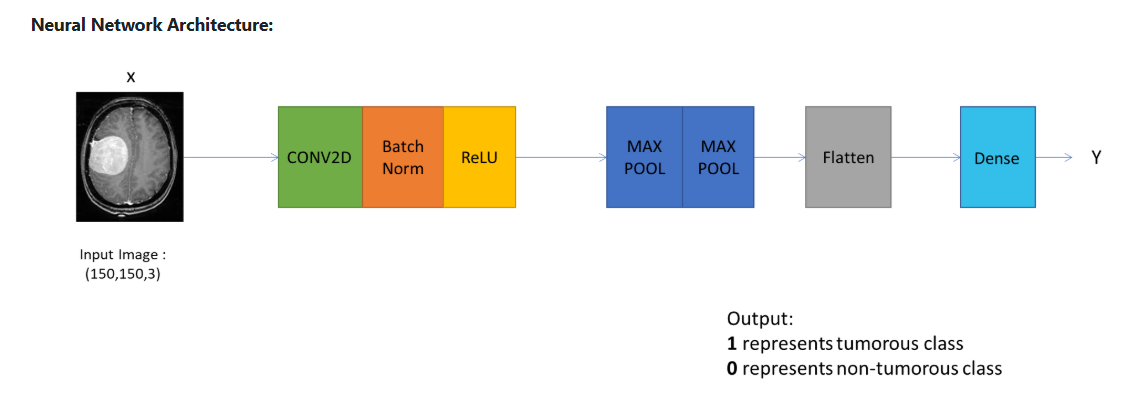 Neural Network Architecture:
X
CONV2D
Batch
Norm
ReLU
MAX
POOL
MAX
POOL
Flatten
Dense
Y
Input Image :
(150,150,3)
Output:
1 represents tumorous class
0 represents non-tumorous class